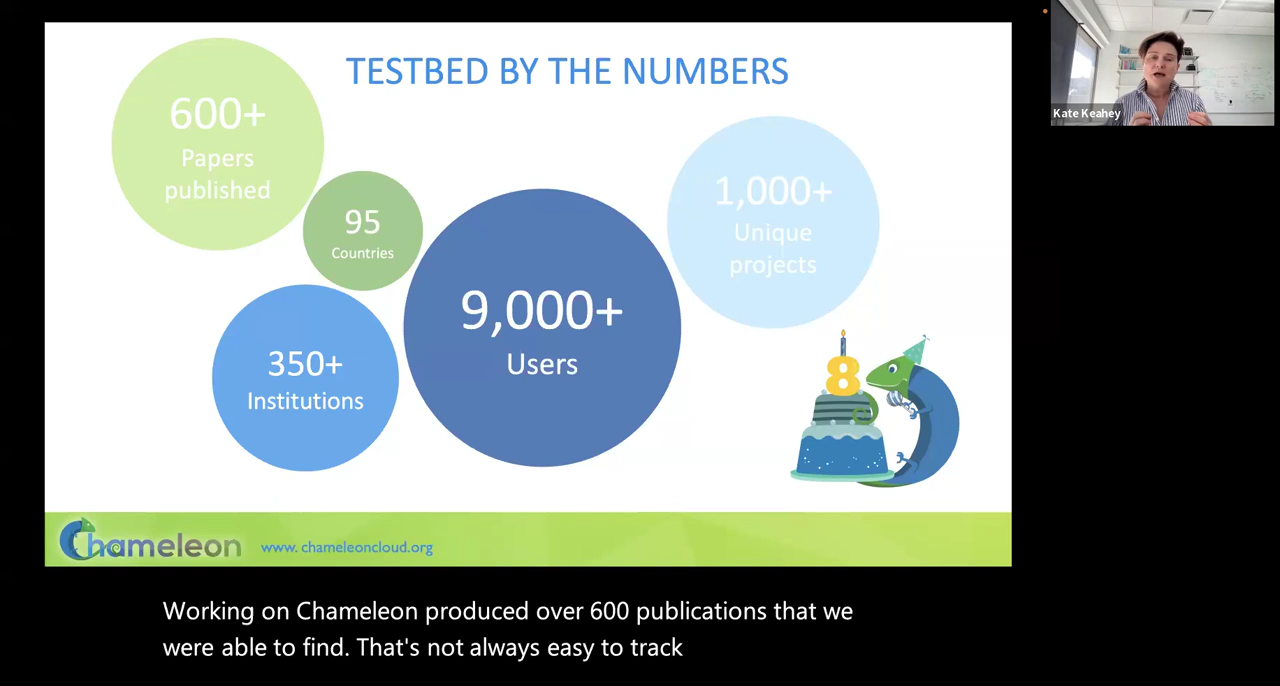 TESTBED BY THE NUMBERS
600+
Papers
published
95
Countries
350+
Institutions
9,000+
Users
1,000+
Unique
projects
8
Chameleon
www. chameleoncloud.org
Kate Keahey
Working on Chameleon produced over 600 publications that we
were able to find. That's not always easy to track